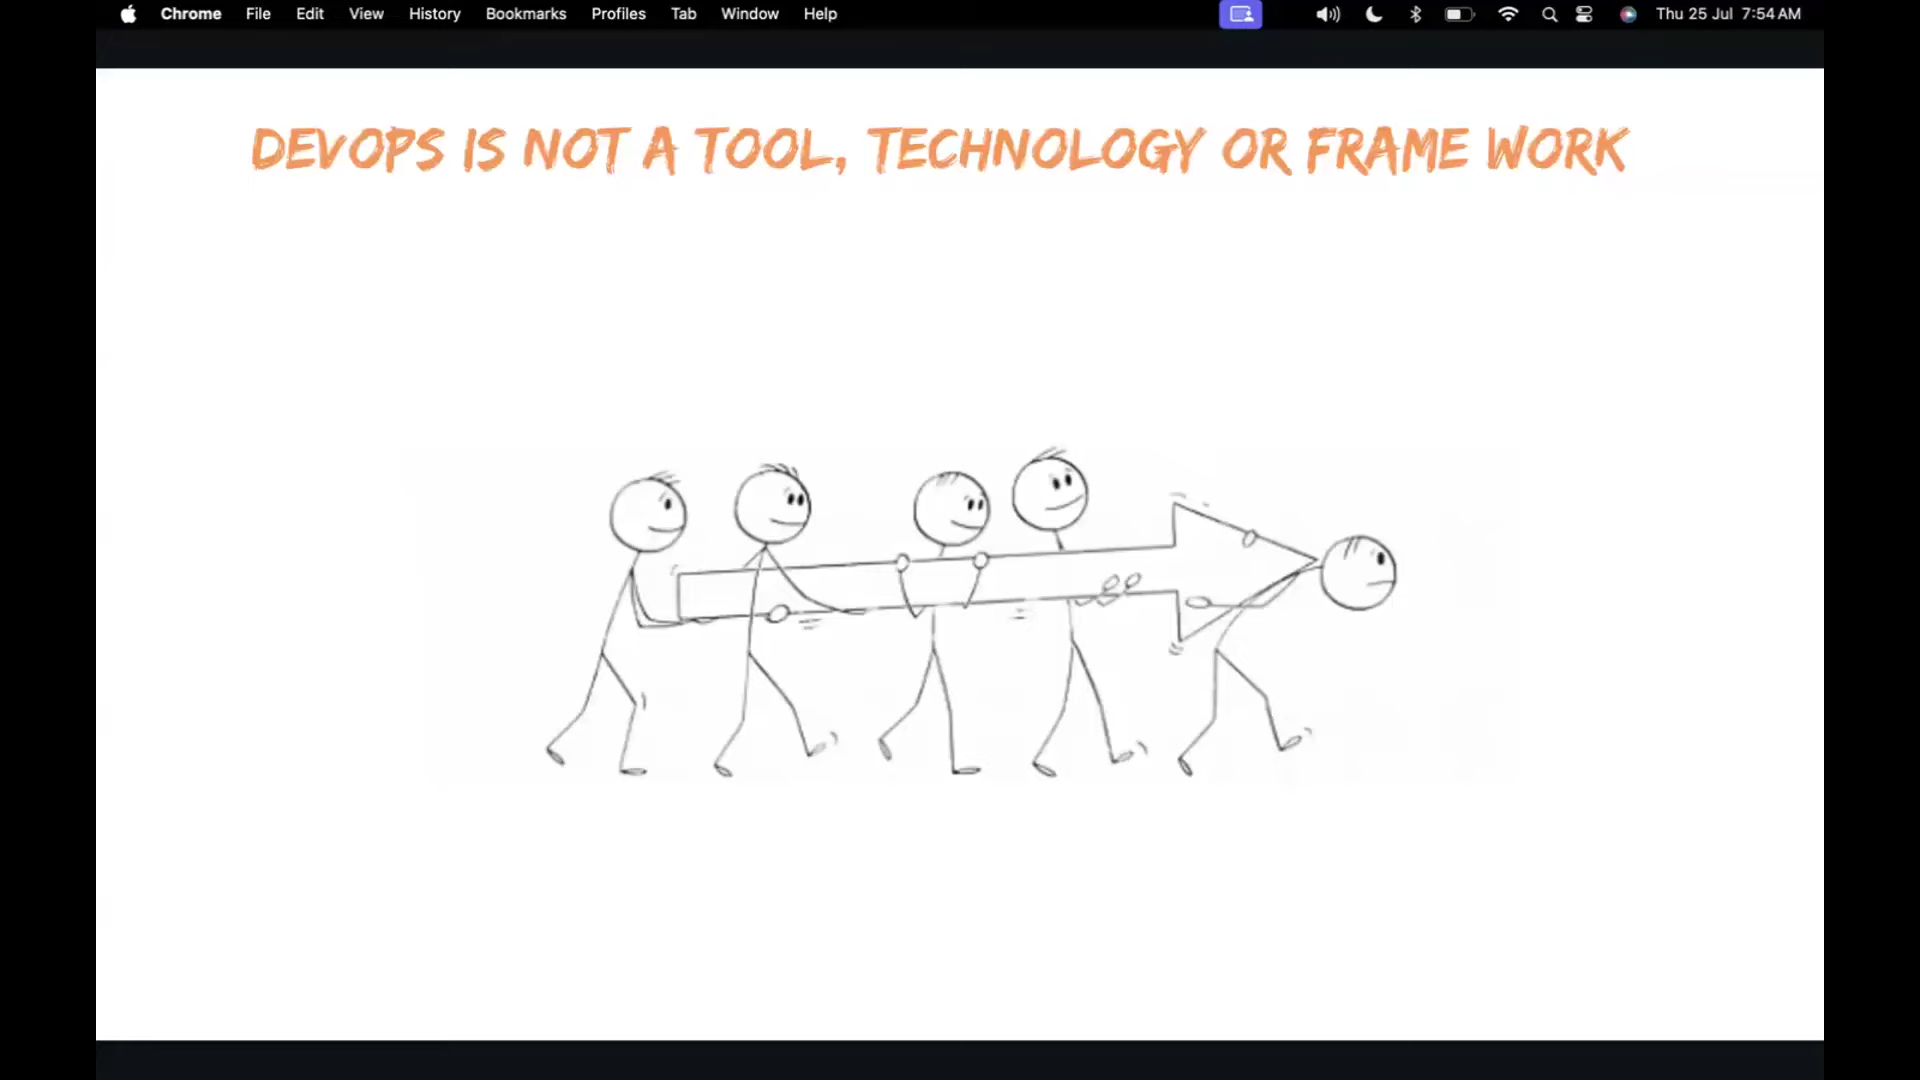 Chrome File Edit View History Bookmarks Profiles Tab Window Help Thu 25 Jul 7:54 AM
DEVOPS IS NOT A TOOL, TECHNOLOGY OR FRAME WORK